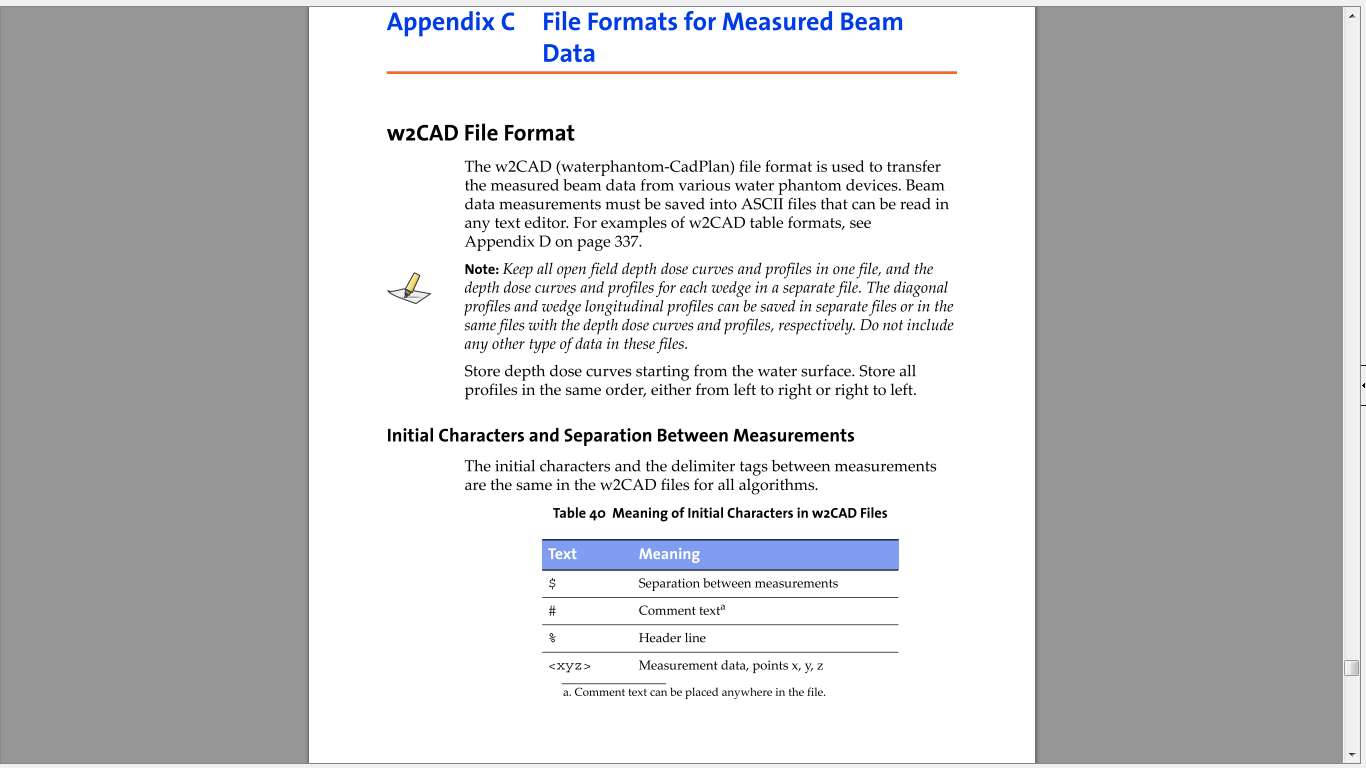 Appendix C File Formats for Measured Beam
Data
w2CAD File Format
The w2CAD (waterphantom-CadPlan) file format is used to transfer
the measured beam data from various water phantom devices. Beam
data measurements must be saved into ASCII files that can be read in
any text editor. For examples of w2CAD table formats, see
Appendix D on page 337.
Note: Keep all open field depth dose curves and profiles in one file, and the
depth dose curves and profiles for each wedge in a separate file. The diagonal
profiles and wedge longitudinal profiles can be saved in separate files or in the
same files with the depth dose curves and profiles, respectively. Do not include
any other type of data in these files.
Store depth dose curves starting from the water surface. Store all
profiles in the same order, either from left to right or right to left.
Initial Characters and Separation Between Measurements
The initial characters and the delimiter tags between measurements
are the same in the w2CAD files for all algorithms.
Table 40 Meaning of Initial Characters in w2CAD Files
Text Meaning
$ Separation between measurements
# Comment textª
% Header line
<xyz> Measurement data, points x, y, z
a. Comment text can be placed anywhere in the file.